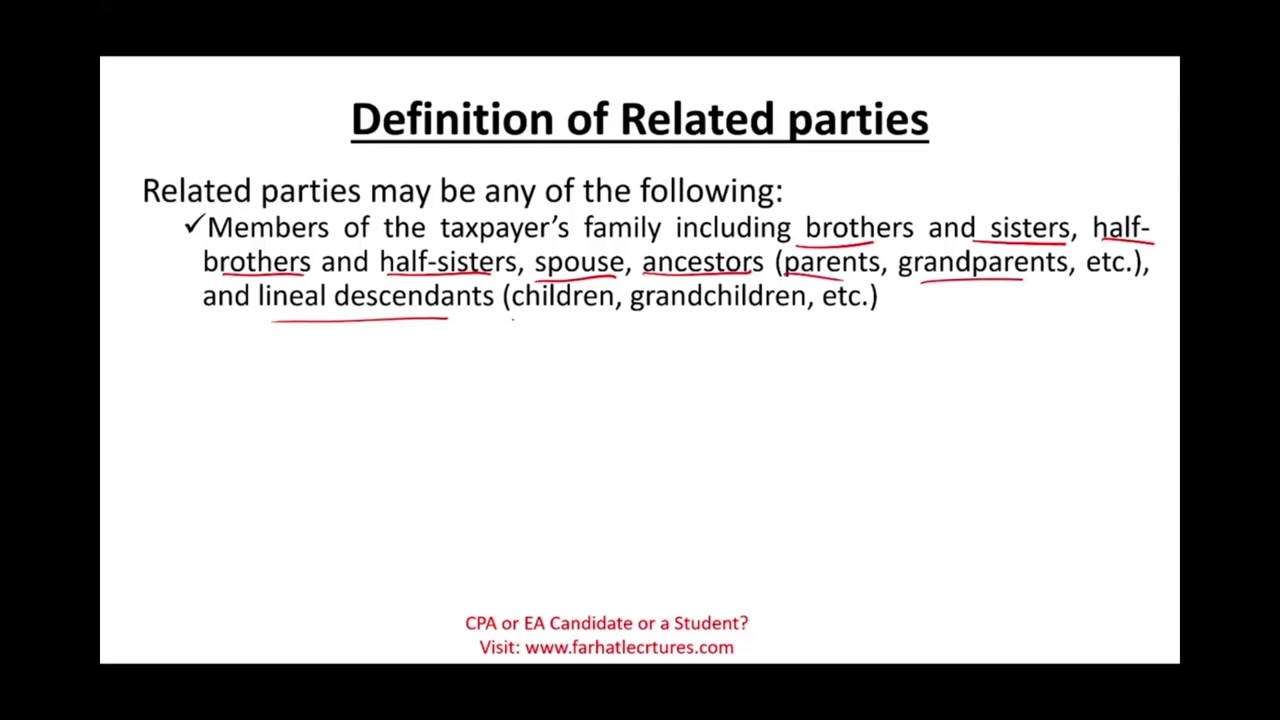 Definition of Related parties
Related parties may be any of the following:
✓Members of the taxpayer’s family including brothers and sisters, half-
brothers and half-sisters, spouse, ancestors (parents, grandparents, etc.),
and lineal descendants (children, grandchildren, etc.)
CPA or EA Candidate or a Student?
Visit: www.farhatlecrtures.com